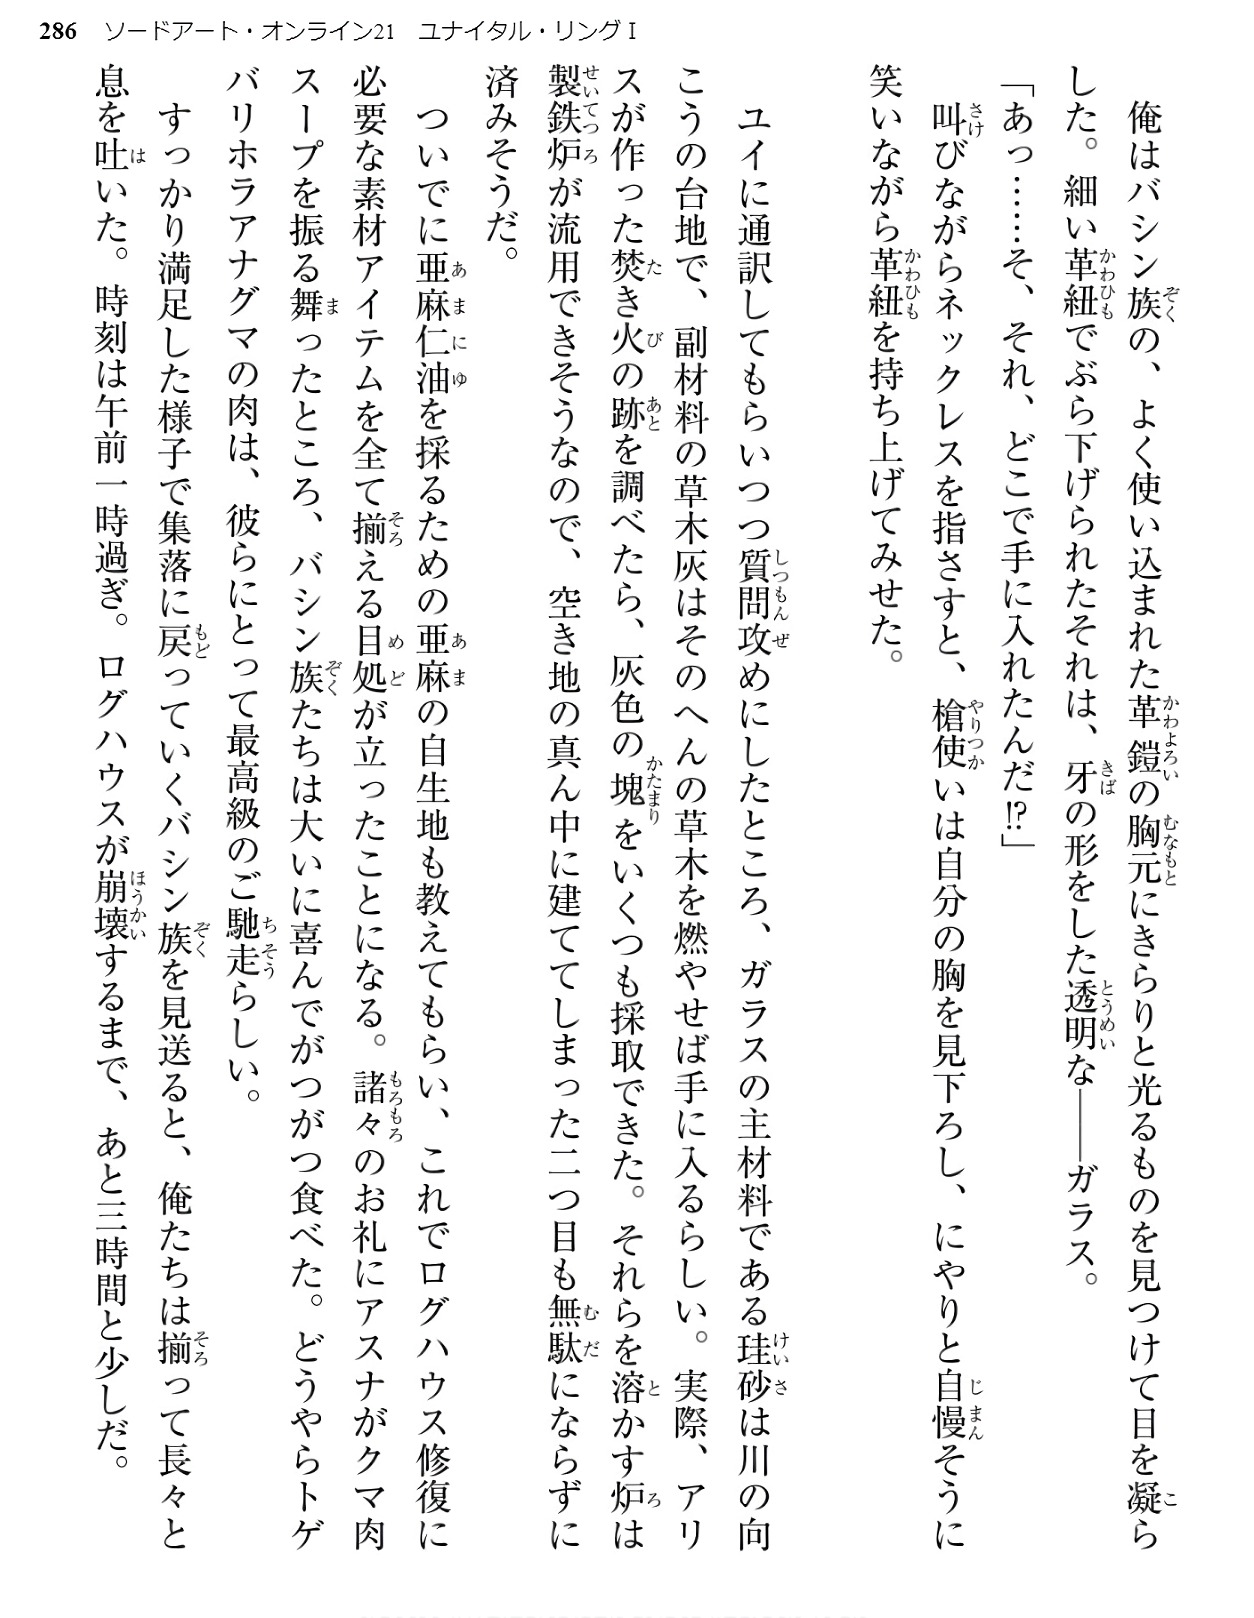 286 ソードアート・オンライン21 ユナイタル・リングⅠ
俺はバシン族の、よく使い込まれた革鎧の胸元にきらりと光るものを見つけて目を凝ら
した。細い革紐でぶら下げられたそれは、牙の形をした透明な――ガラス。
「あっ……そ、それ、どこで手に入れたんだ!?」
叫びながらネックレスを指さすと、槍使いは自分の胸を見下ろし、にやりと自慢そうに
笑いながら革紐を持ち上げてみせた。
ユイに通訳してもらいつつ質問攻めにしたところ、ガラスの主材料である珪砂は川の向
こうの台地で、副材料の草木灰はそのへんの草木を燃やせば手に入るらしい。実際、アリ
スが作った焚き火の跡を調べたら、灰色の塊をいくつも採取できた。それらを溶かす炉は
製鉄炉が流用できそうなので、空き地の真ん中に建ててしまった二つ目も無駄にならずに
済みそうだ。
ついでに亜麻仁油を採るための亜麻の自生地も教えてもらい、これでログハウス修復に
必要な素材アイテムを全て揃える目処が立ったことになる。諸々のお礼にアスナがクマ肉
スープを振る舞ったところ、バシン族たちは大いに喜んでがつがつ食べた。どうやらトゲ
バリホラアナグマの肉は、彼らにとって最高級のご馳走らしい。
すっかり満足した様子で集落に戻っていくバシン族を見送ると、俺たちは揃って長々と
息を吐いた。時刻は午前一時過ぎ。ログハウスが崩壊するまで、あと三時間と少しだ。